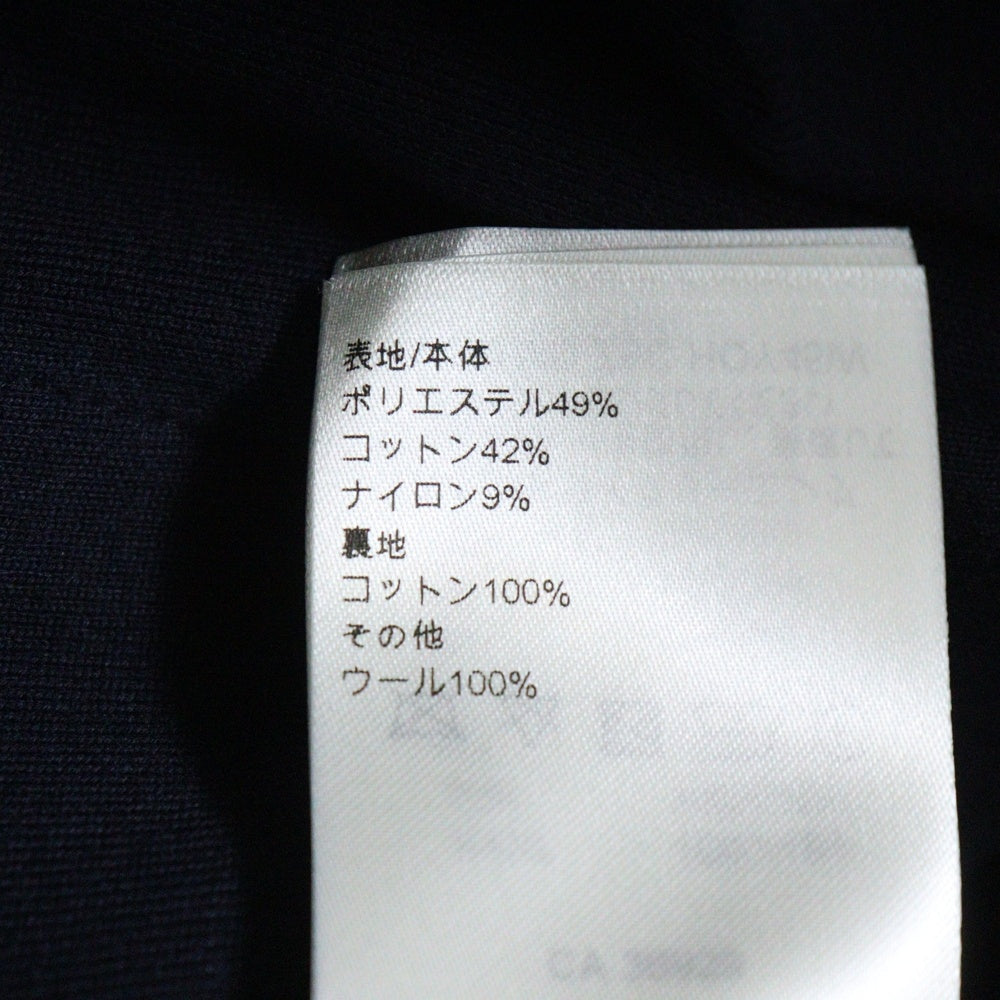 表地/本体
ポリエステル49%
コットン42%
ナイロン9%
裏地
コットン100%
その他
ウール100%
CA